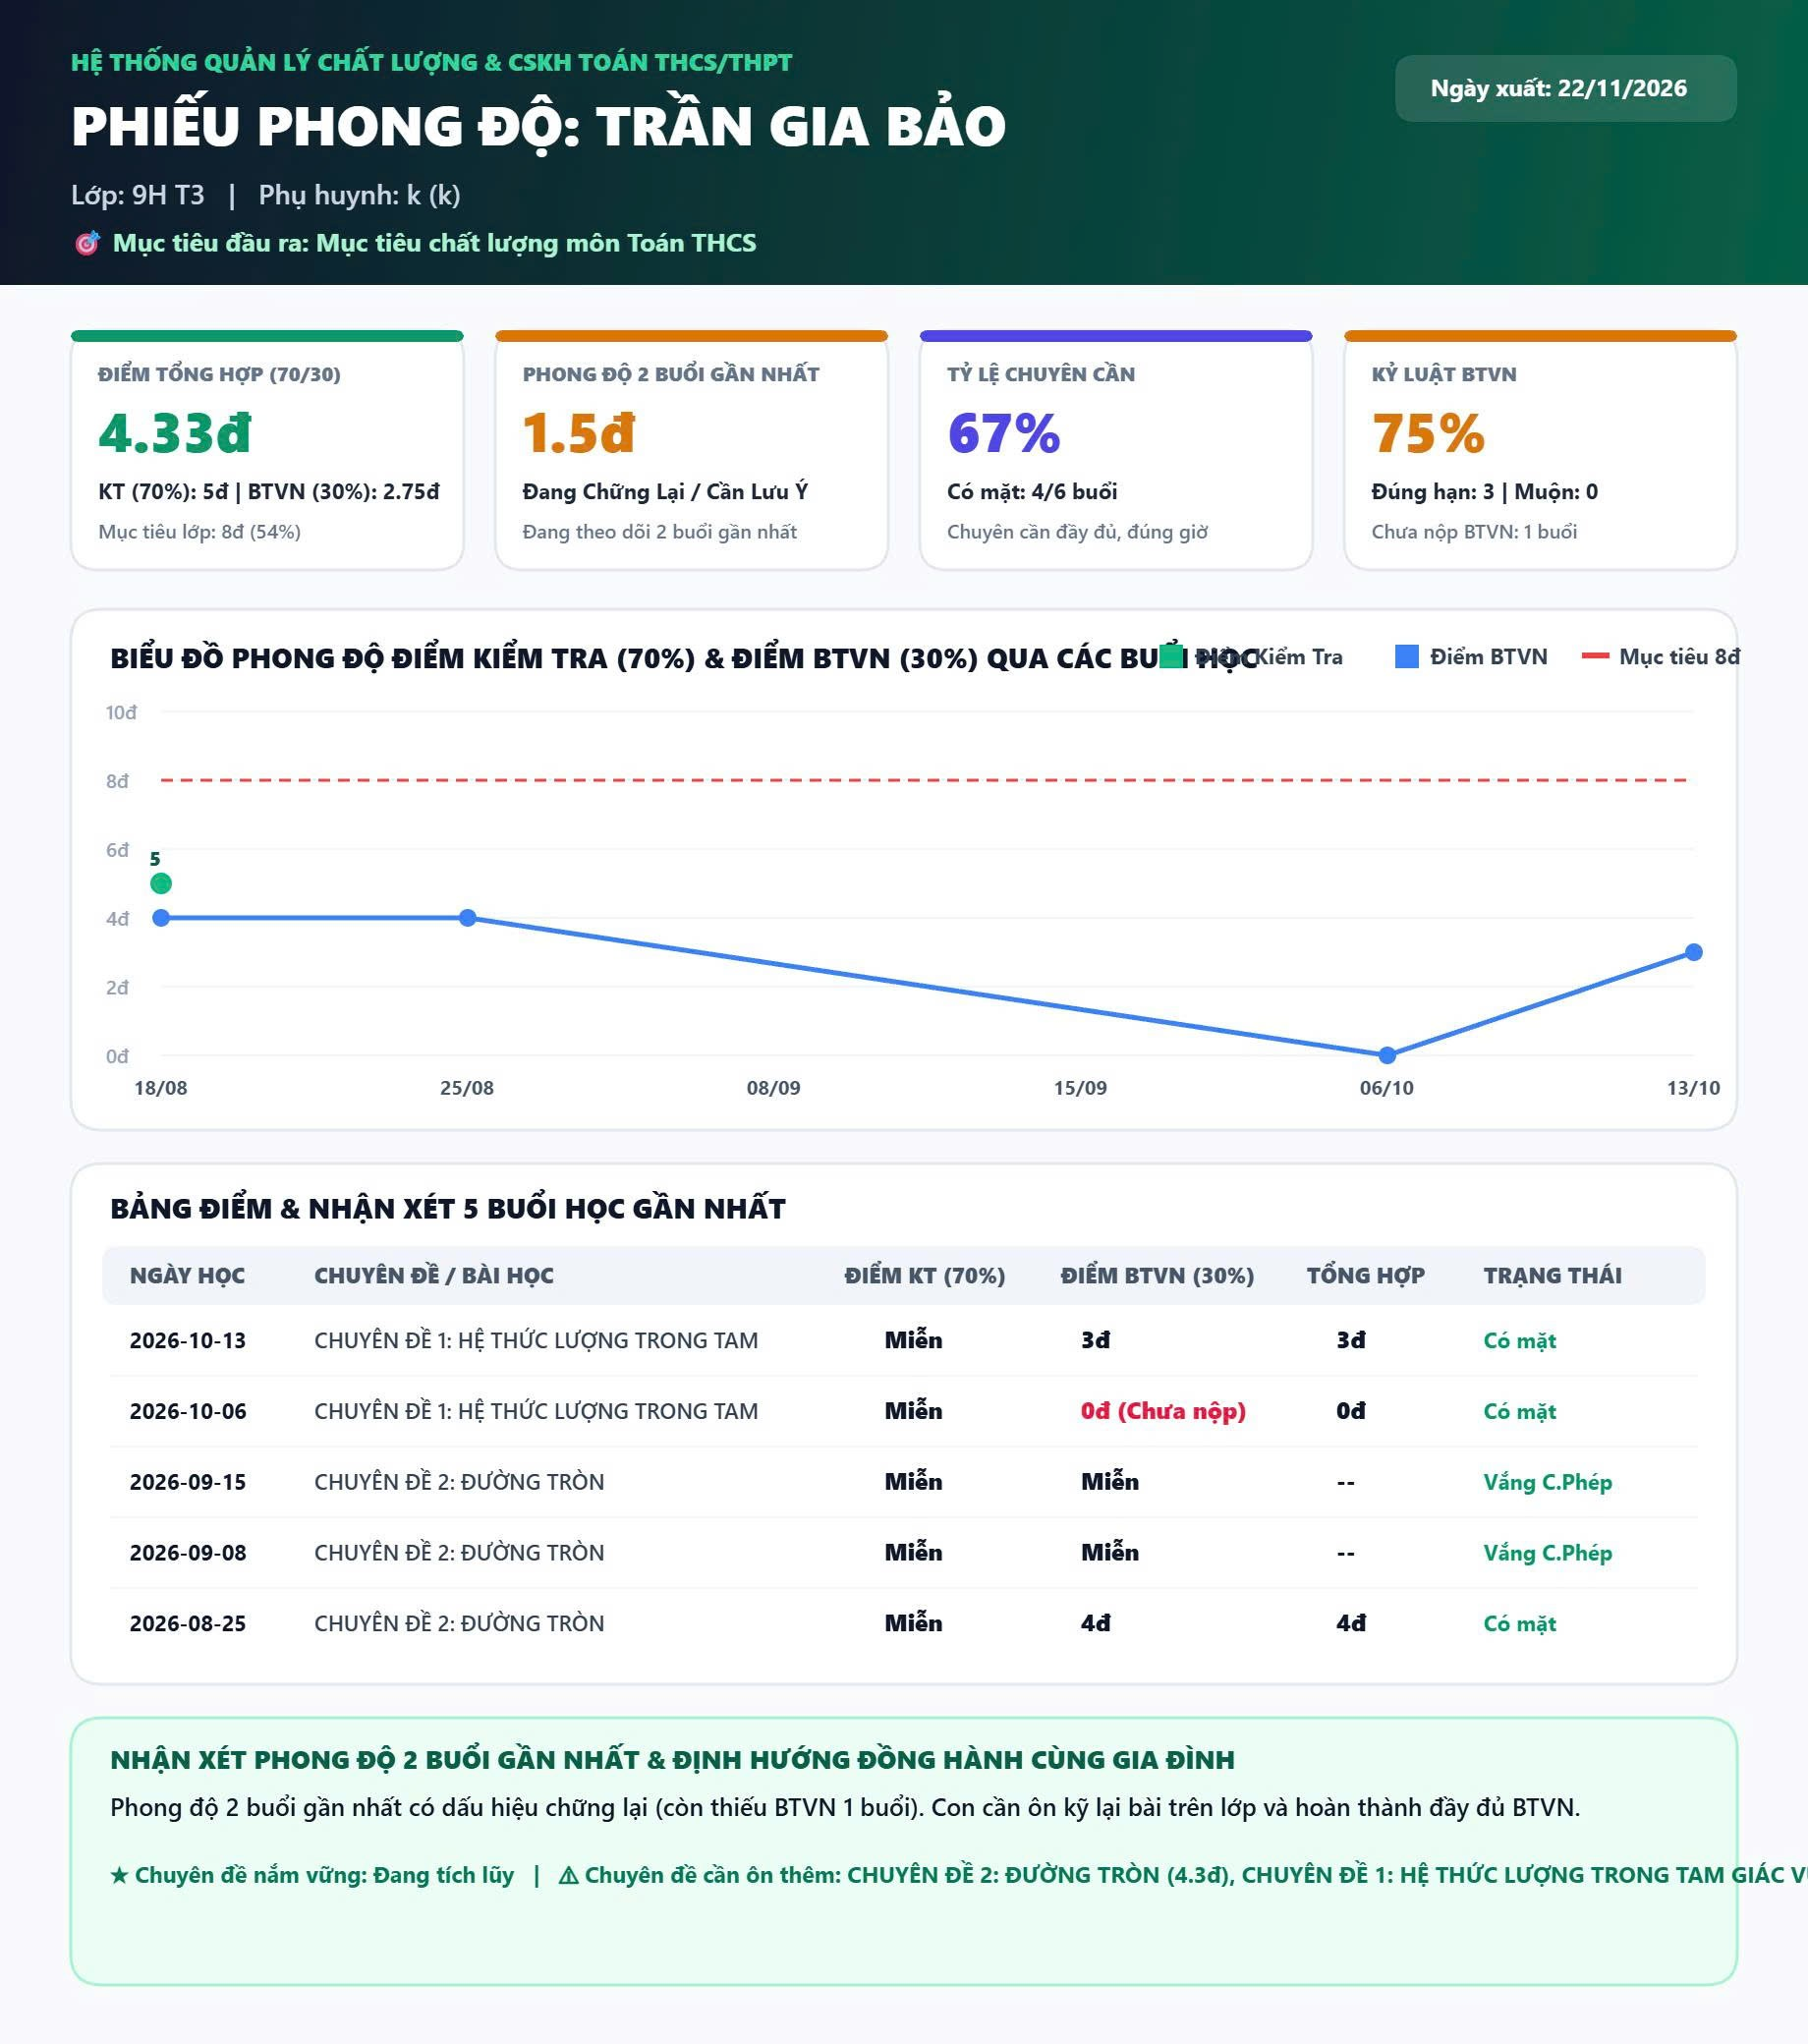 HỆ THỐNG QUẢN LÝ CHẤT LƯỢNG & CSKH TOÁN THCS/THPT
PHIẾU PHONG ĐỘ: TRẦN GIA BẢO
Ngày xuất: 22/11/2026
Lớp: 9H T3 | Phụ huynh: k (k)
🎯 Mục tiêu đầu ra: Mục tiêu chất lượng môn Toán THCS
ĐIỂM TỔNG HỢP (70/30)
4.33đ
KT (70%): 5đ | BTVN (30%): 2.75đ
Mục tiêu lớp: 8đ (54%)
PHONG ĐỘ 2 BUỔI GẦN NHẤT
1.5đ
Đang Chững Lại / Cần Lưu Ý
Đang theo dõi 2 buổi gần nhất
TỶ LỆ CHUYÊN CẦN
67%
Có mặt: 4/6 buổi
Chuyên cần đầy đủ, đúng giờ
KỶ LUẬT BTVN
75%
Đúng hạn: 3 | Muộn: 0
Chưa nộp BTVN: 1 buổi
BIỂU ĐỒ PHONG ĐỘ ĐIỂM KIỂM TRA (70%) & ĐIỂM BTVN (30%) QUA CÁC BUỔI HỌC
Điểm Kiểm Tra
Điểm BTVN
Mục tiêu 8đ
10đ
8đ
6đ
5
4đ
2đ
0đ
18/08 25/08 08/09 15/09 06/10 13/10
BẢNG ĐIỂM & NHẬN XÉT 5 BUỔI HỌC GẦN NHẤT
NGÀY HỌC CHUYÊN ĐỀ / BÀI HỌC ĐIỂM KT (70%) ĐIỂM BTVN (30%) TỔNG HỢP TRẠNG THÁI
2026-10-13 CHUYÊN ĐỀ 1: HỆ THỨC LƯỢNG TRONG TAM Miễn 3đ 3đ Có mặt
2026-10-06 CHUYÊN ĐỀ 1: HỆ THỨC LƯỢNG TRONG TAM Miễn 0đ (Chưa nộp) 0đ Có mặt
2026-09-15 CHUYÊN ĐỀ 2: ĐƯỜNG TRÒN Miễn Miễn -- Vắng C.Phép
2026-09-08 CHUYÊN ĐỀ 2: ĐƯỜNG TRÒN Miễn Miễn -- Vắng C.Phép
2026-08-25 CHUYÊN ĐỀ 2: ĐƯỜNG TRÒN Miễn 4đ 4đ Có mặt
NHẬN XÉT PHONG ĐỘ 2 BUỔI GẦN NHẤT & ĐỊNH HƯỚNG ĐỒNG HÀNH CÙNG GIA ĐÌNH
Phong độ 2 buổi gần nhất có dấu hiệu chững lại (còn thiếu BTVN 1 buổi). Con cần ôn kỹ lại bài trên lớp và hoàn thành đầy đủ BTVN.
★ Chuyên đề nắm vững: Đang tích lũy | ⚠ Chuyên đề cần ôn thêm: CHUYÊN ĐỀ 2: ĐƯỜNG TRÒN (4.3đ), CHUYÊN ĐỀ 1: HỆ THỨC LƯỢNG TRONG TAM GIÁC